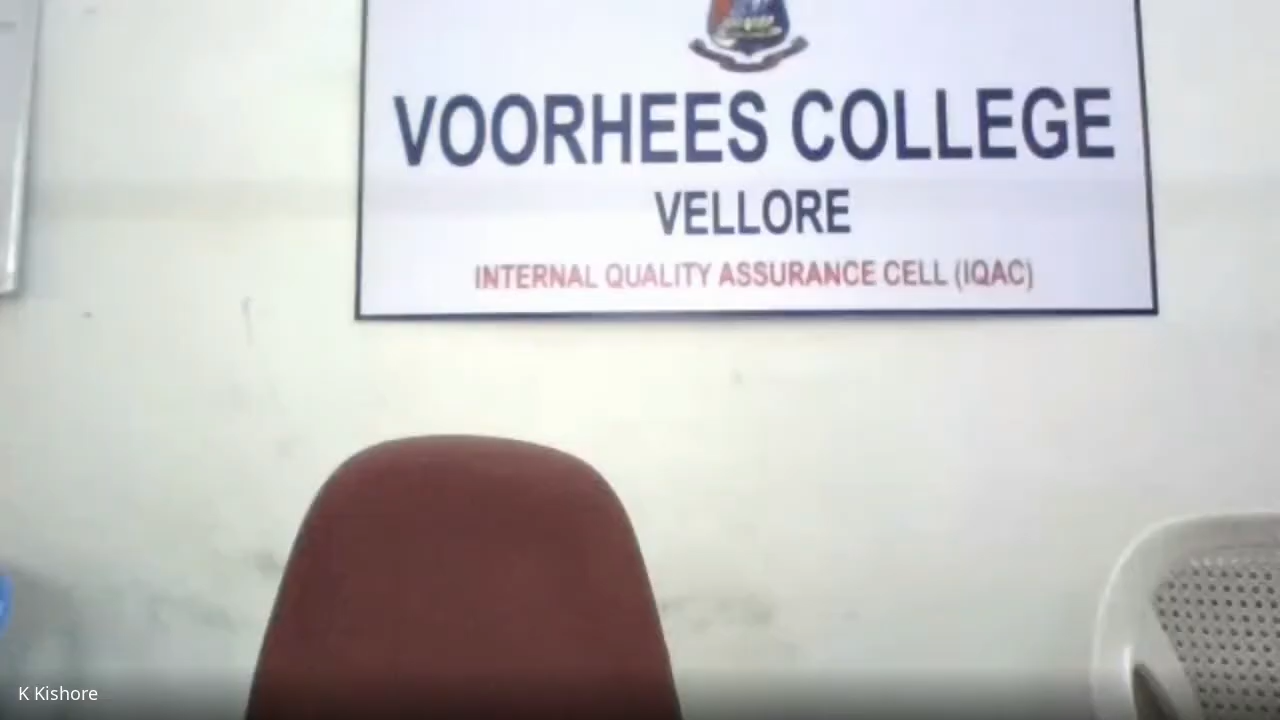 VOORHEES COLLEGE
VELLORE
INTERNAL QUALITY ASSURANCE CELL (IQAC)
K Kishore